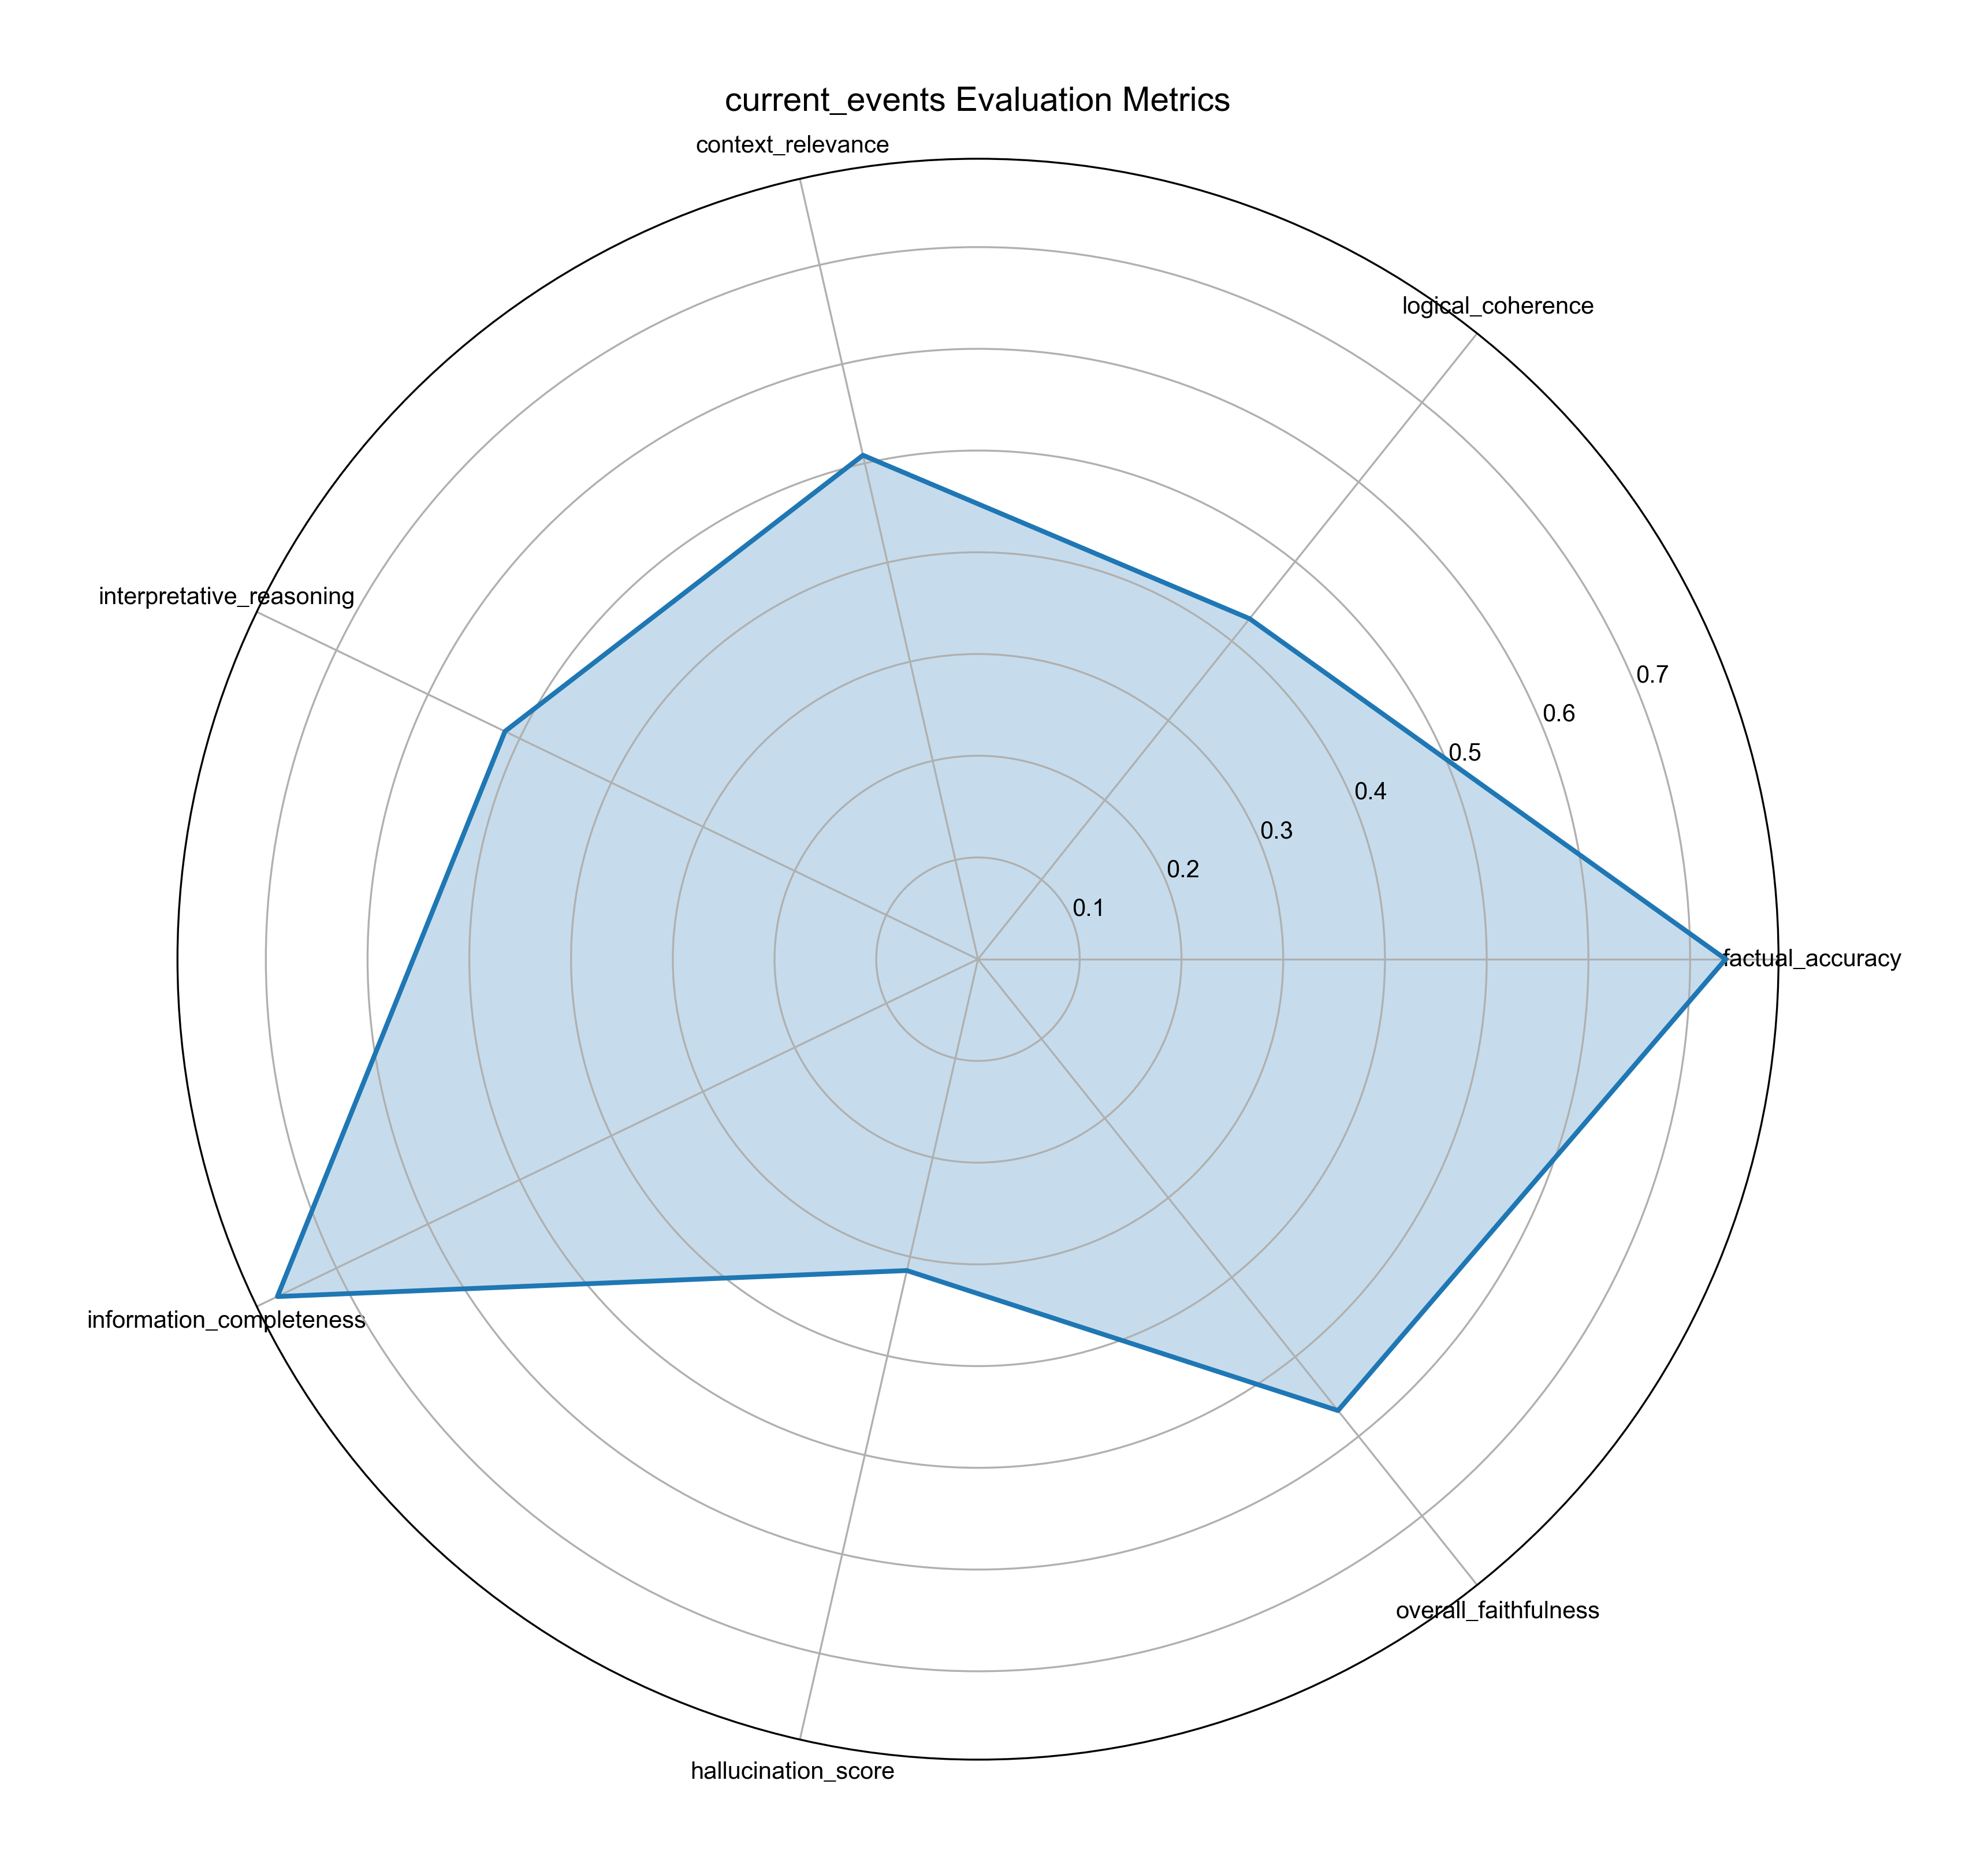 current_events Evaluation Metrics
context_relevance
logical_coherence
interpretative_reasoning
0.7
0.6
0.5
0.4
0.3
0.2
0.1
factual_accuracy
information_completeness
overall_faithfulness
hallucination_score